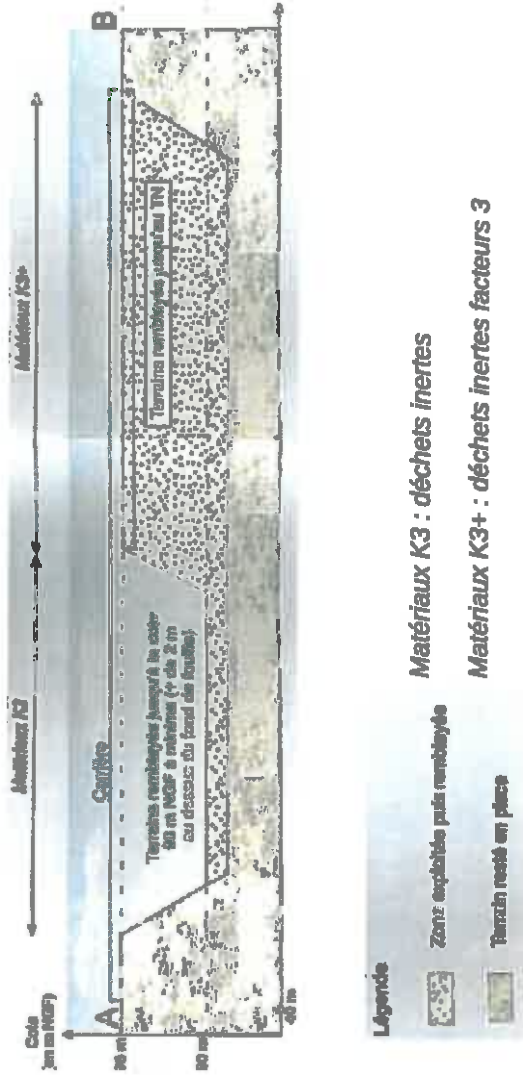 Cote
(en m NGF)
A
B
Matériaux K3
Matériaux K3+
Carrière
Terrains remblayés jusqu'à la cote
90 m NGF à minima (+ de 2 m
au dessus du fond de fouille)
Terrains remblayés jusqu'au TN
Légende
Zone exploitée puis remblayée
Terrain resté en place
Matériaux K3 : déchets inertes
Matériaux K3+ : déchets inertes facteurs 3